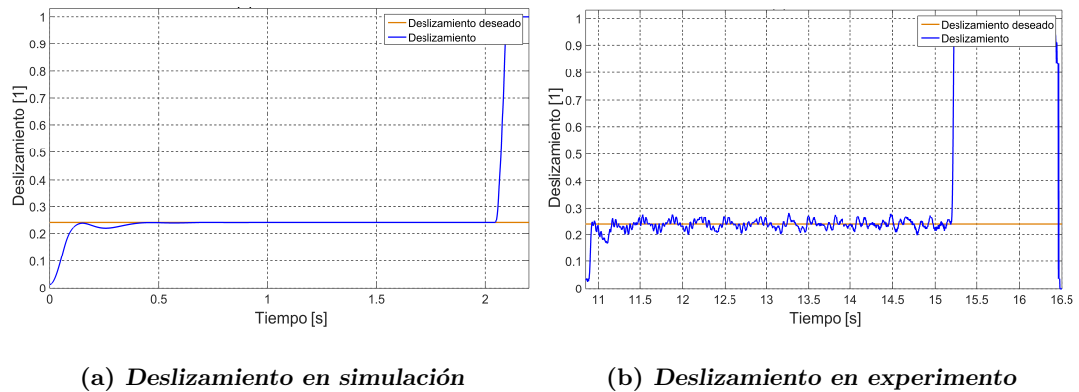 Deslizamiento deseado
Deslizamiento
1
0.9
0.8
0.7
0.6
0.5
0.4
0.3
0.2
0.1
0
Deslizamiento [1]
0 0.5 1 1.5 2
Tiempo [s]
(a) Deslizamiento en simulación
Deslizamiento deseado
Deslizamiento
1
0.9
0.8
0.7
0.6
0.5
0.4
0.3
0.2
0.1
0
Deslizamiento [1]
11 11.5 12 12.5 13 13.5 14 14.5 15 15.5 16 16.5
Tiempo [s]
(b) Deslizamiento en experimento